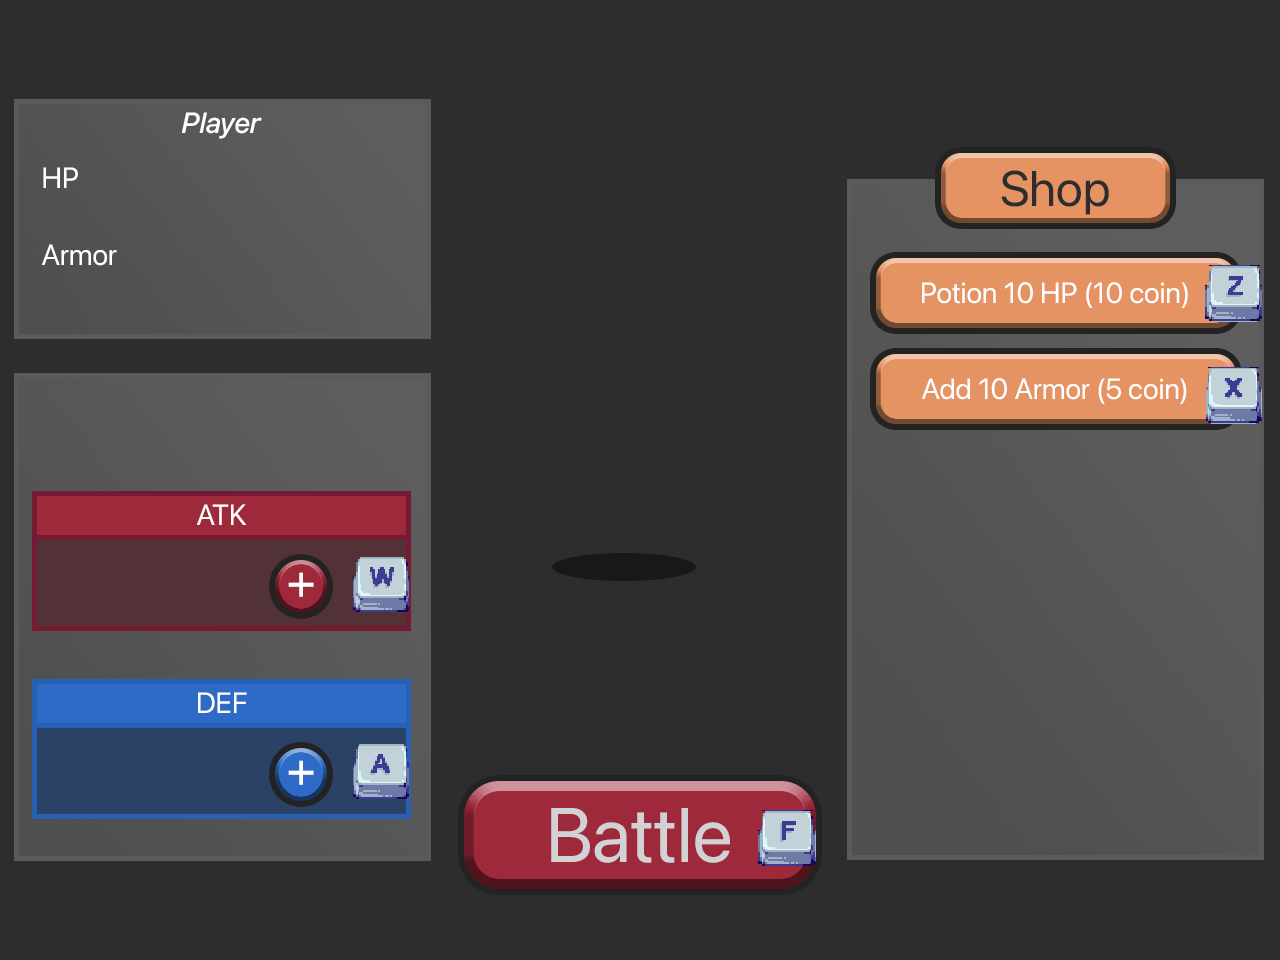 Player
HP
Armor
ATK
+ W
DEF
+ A
Battle F
Shop
Potion 10 HP (10 coin) Z
Add 10 Armor (5 coin) X